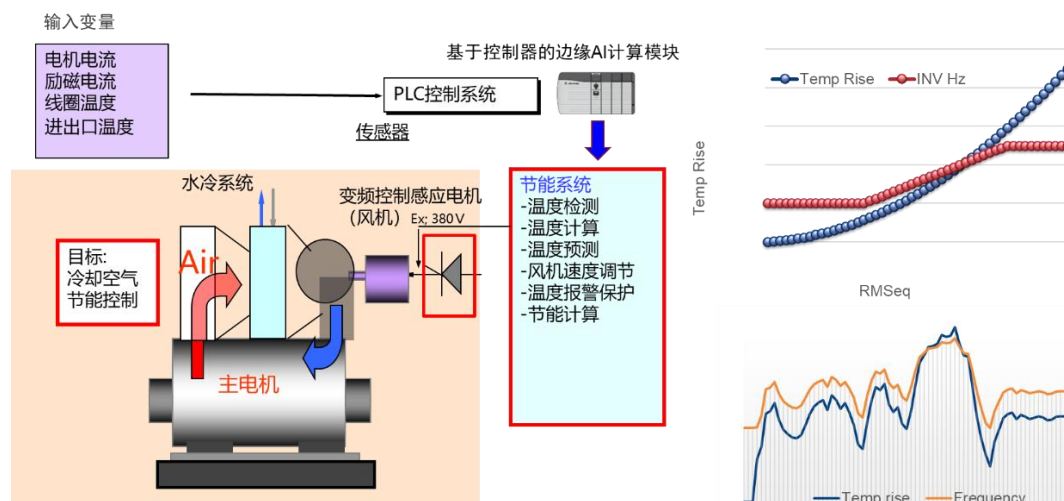 输入变量
电机电流
励磁电流
线圈温度
进出口温度
PLC控制系统
传感器
基于控制器的边缘AI计算模块
水冷系统
变频控制感应电机
（风机）
Ex; 380V
目标:
冷却空气
节能控制
Air
主电机
节能系统
-温度检测
-温度计算
-温度预测
-风机速度调节
-温度报警保护
-节能计算
Temp Rise
INV Hz
Temp Rise
RMSeq
Temp rise
Frequency